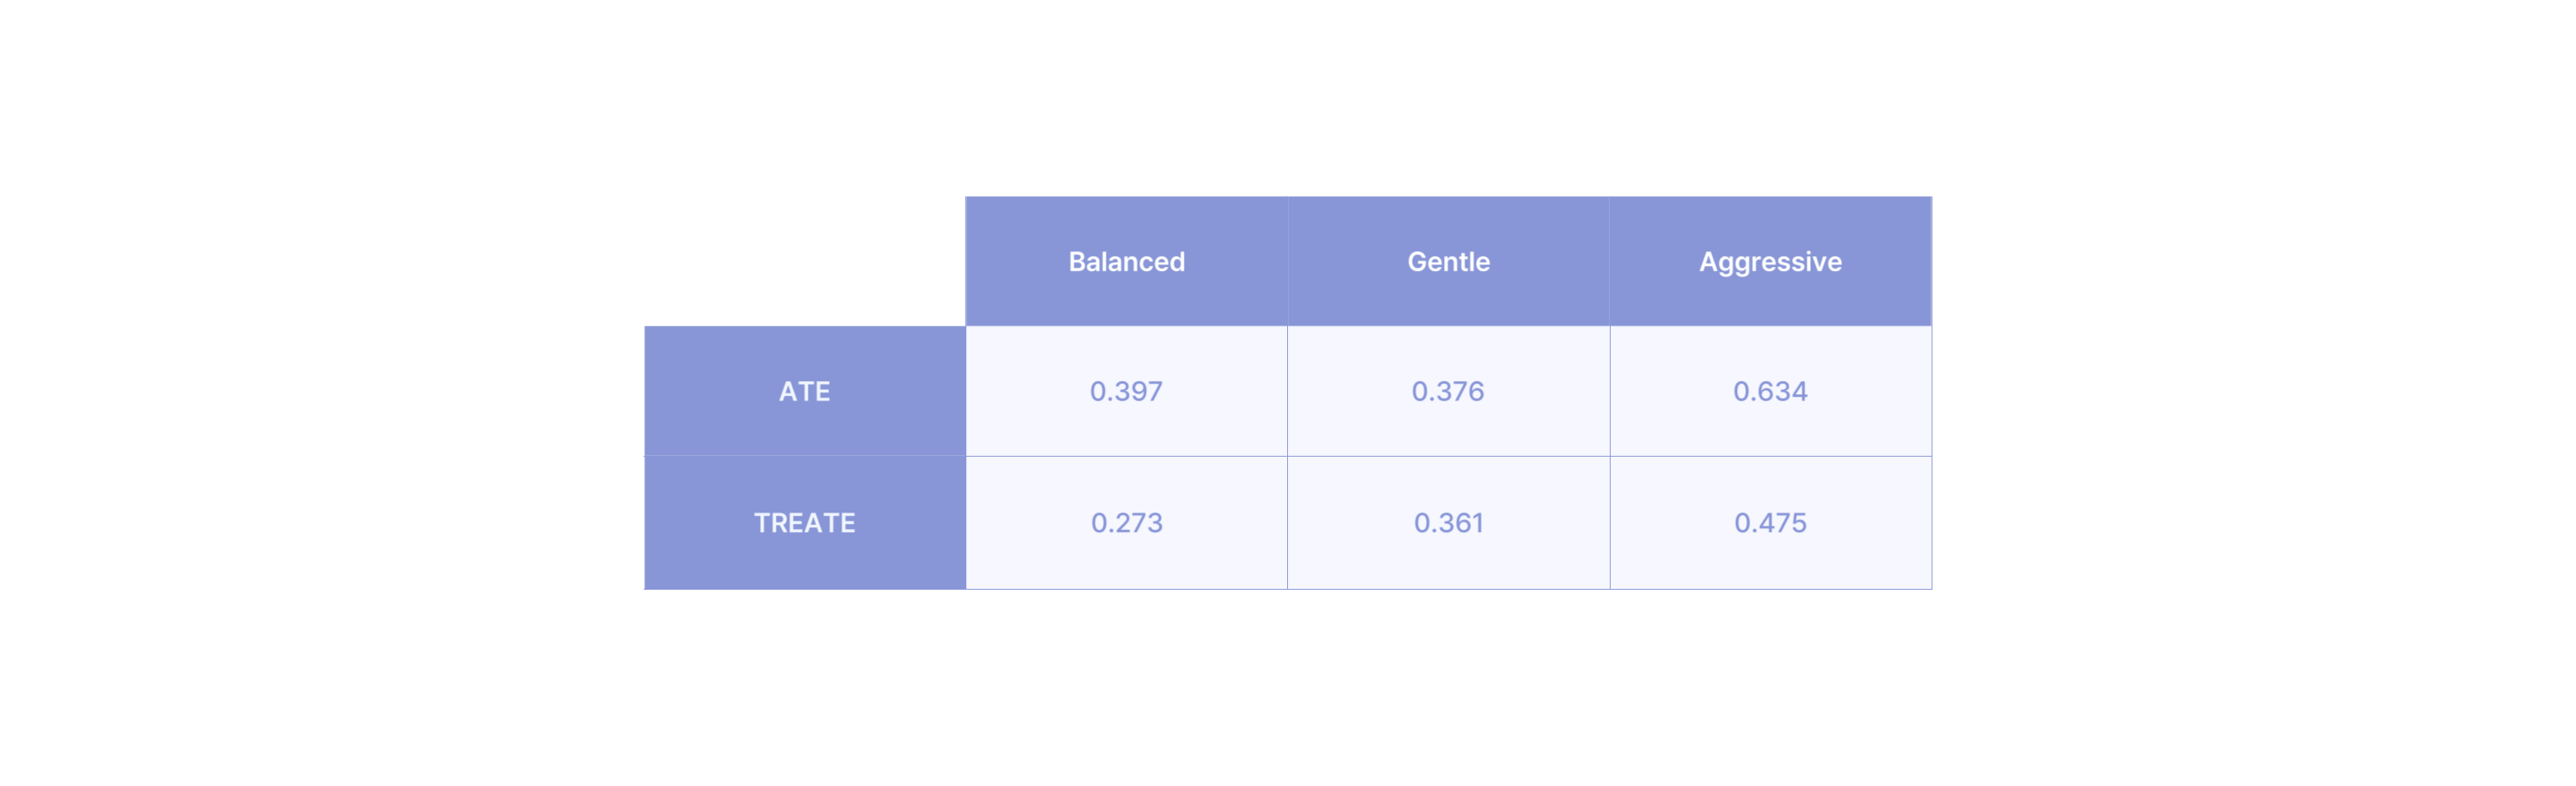 Balanced Gentle Aggressive
ATE 0.397 0.376 0.634
TREATE 0.273 0.361 0.475